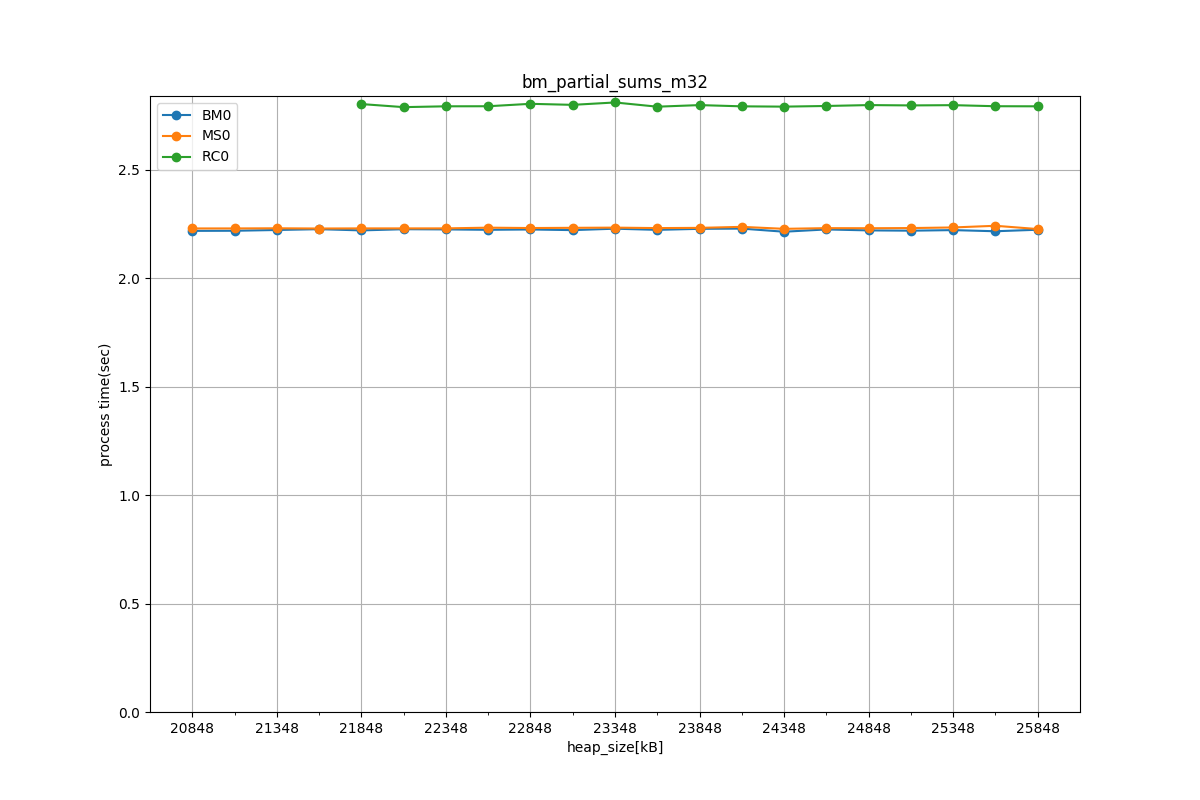 bm_partial_sums_m32
BM0
MS0
RC0
2.5
2.0
1.5
1.0
0.5
0.0
process time(sec)
20848 21348 21848 22348 22848 23348 23848 24348 24848 25348 25848
heap_size[kB]